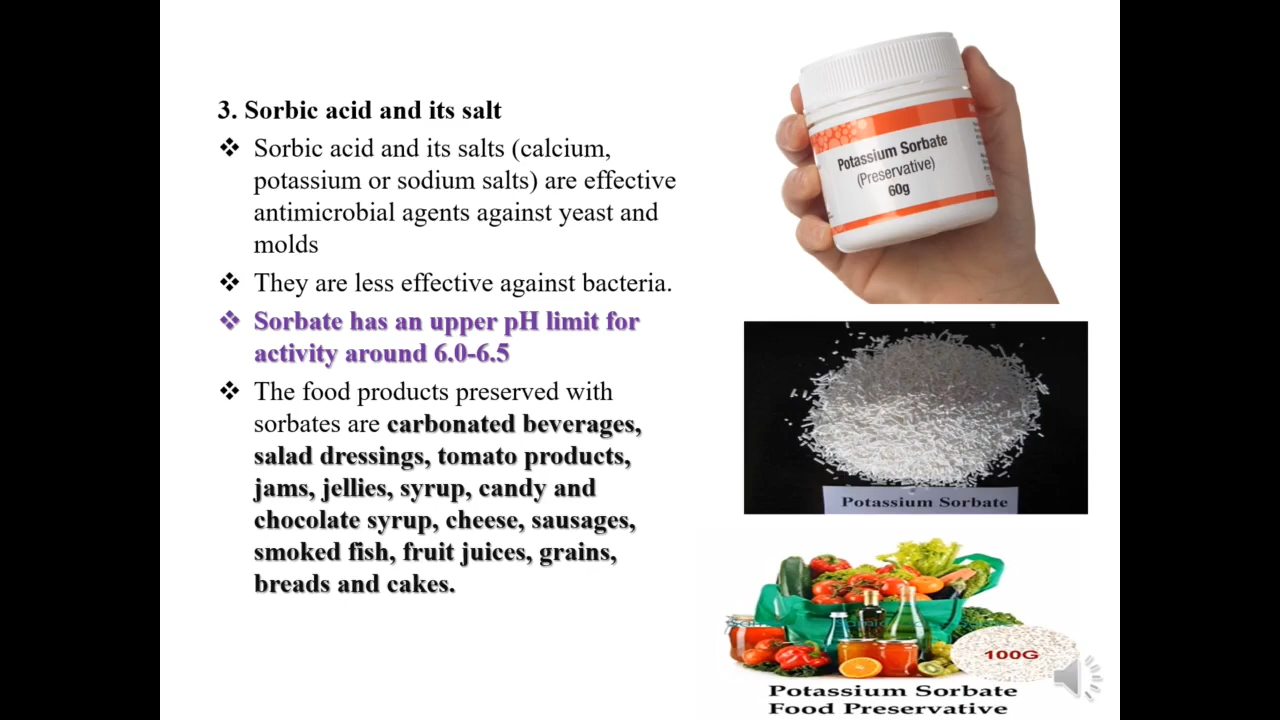 3. Sorbic acid and its salt
❖ Sorbic acid and its salts (calcium,
potassium or sodium salts) are effective
antimicrobial agents against yeast and
molds
❖ They are less effective against bacteria.
❖ Sorbate has an upper pH limit for
activity around 6.0-6.5
❖ The food products preserved with
sorbates are carbonated beverages,
salad dressings, tomato products,
jams, jellies, syrup, candy and
chocolate syrup, cheese, sausages,
smoked fish, fruit juices, grains,
breads and cakes.
Potassium Sorbate
(Preservative)
60g
Potassium Sorbate
100G
Potassium Sorbate
Food Preservative